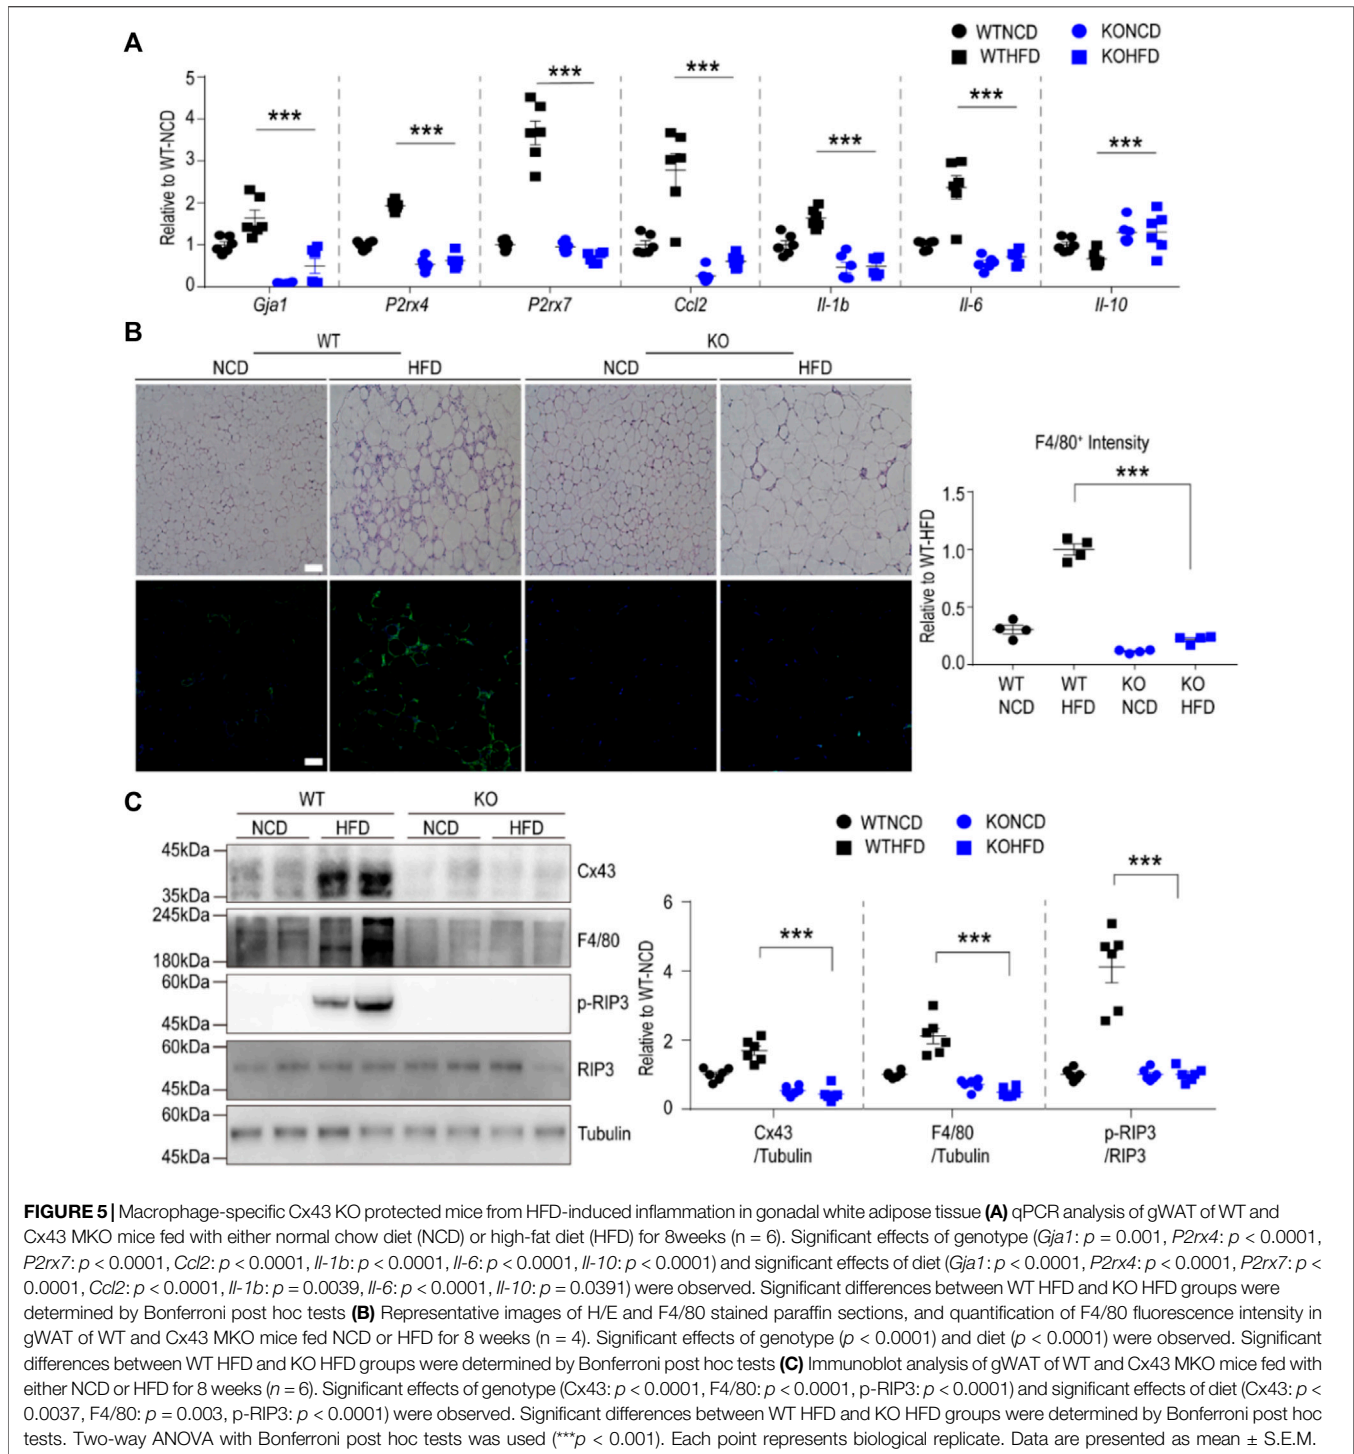 A
WTNCD
KONCD
WTHFD
KOHFD
Relative to WT-NCD
5
4
3
2
1
0
***
***
***
***
***
***
***
Gja1
P2rx4
P2rx7
Ccl2
Il-1b
Il-6
Il-10
B
WT
KO
NCD
HFD
NCD
HFD
F4/80⁺ Intensity
***
Relative to WT-HFD
1.5
1.0
0.5
0.0
WT NCD
WT HFD
KO NCD
KO HFD
C
WT
KO
NCD
HFD
NCD
HFD
45kDa
Cx43
35kDa
245kDa
F4/80
180kDa
60kDa
p-RIP3
45kDa
60kDa
RIP3
45kDa
60kDa
Tubulin
45kDa
WTNCD
KONCD
WTHFD
KOHFD
Relative to WT-NCD
6
4
2
0
***
***
***
Cx43 /Tubulin
F4/80 /Tubulin
p-RIP3 /RIP3
FIGURE 5 | Macrophage-specific Cx43 KO protected mice from HFD-induced inflammation in gonadal white adipose tissue (A) qPCR analysis of gWAT of WT and
Cx43 MKO mice fed with either normal chow diet (NCD) or high-fat diet (HFD) for 8weeks (n = 6). Significant effects of genotype (Gja1: p = 0.001, P2rx4: p < 0.0001,
P2rx7: p < 0.0001, Ccl2: p < 0.0001, Il-1b: p < 0.0001, Il-6: p < 0.0001, Il-10: p < 0.0001) and significant effects of diet (Gja1: p < 0.0001, P2rx4: p < 0.0001, P2rx7: p <
0.0001, Ccl2: p < 0.0001, Il-1b: p = 0.0039, Il-6: p < 0.0001, Il-10: p = 0.0391) were observed. Significant differences between WT HFD and KO HFD groups were
determined by Bonferroni post hoc tests (B) Representative images of H/E and F4/80 stained paraffin sections, and quantification of F4/80 fluorescence intensity in
gWAT of WT and Cx43 MKO mice fed NCD or HFD for 8 weeks (n = 4). Significant effects of genotype (p < 0.0001) and diet (p < 0.0001) were observed. Significant
differences between WT HFD and KO HFD groups were determined by Bonferroni post hoc tests (C) Immunoblot analysis of gWAT of WT and Cx43 MKO mice fed with
either NCD or HFD for 8 weeks (n = 6). Significant effects of genotype (Cx43: p < 0.0001, F4/80: p < 0.0001, p-RIP3: p < 0.0001) and significant effects of diet (Cx43: p <
0.0037, F4/80: p = 0.003, p-RIP3: p < 0.0001) were observed. Significant differences between WT HFD and KO HFD groups were determined by Bonferroni post hoc
tests. Two-way ANOVA with Bonferroni post hoc tests was used (***p < 0.001). Each point represents biological replicate. Data are presented as mean ± S.E.M.